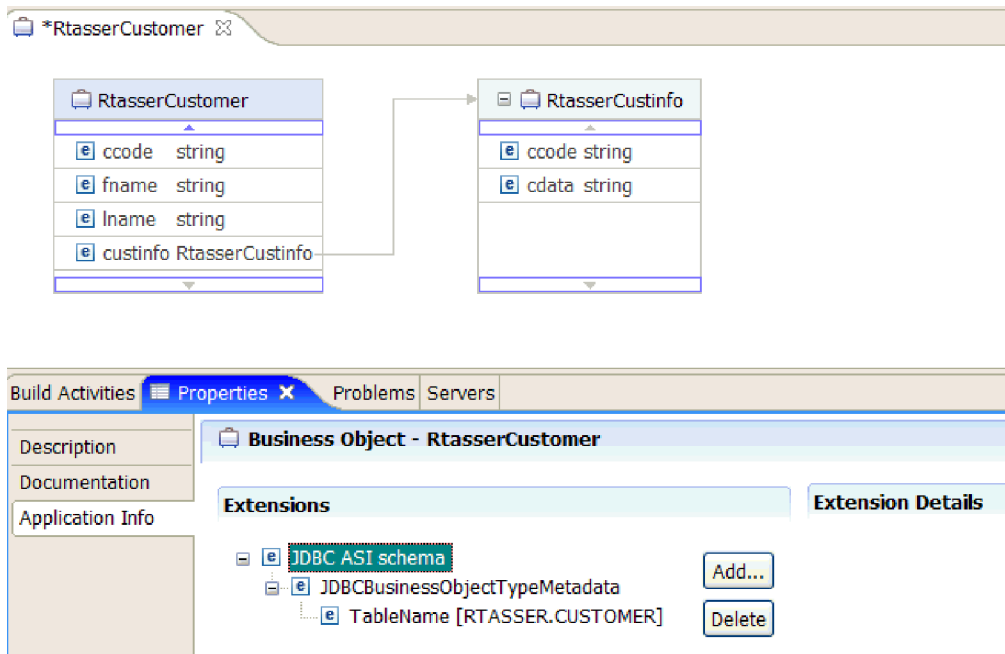 *RtasserCustomer
RtasserCustomer
ccode string
fname string
lname string
custinfo RtasserCustinfo
RtasserCustinfo
ccode string
cdata string
Build Activities Properties Problems Servers
Description
Documentation
Application Info
Business Object - RtasserCustomer
Extensions
JDBC ASI schema
JDBCBusinessObjectTypeMetadata
TableName [RTASSER.CUSTOMER]
Add...
Delete
Extension Details